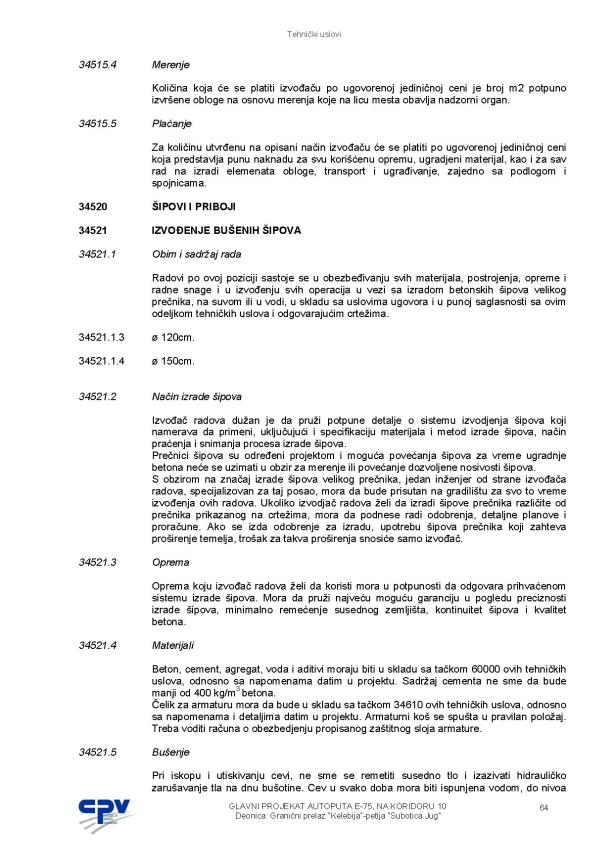 Tehnički uslovi
34515.4 Merenje
Količina koja će se platiti izvođaču po ugovorenoj jediničnoj ceni je broj m2 potpuno
izvršene obloge na osnovu merenja koje na licu mesta obavlja nadzorni organ.
34515.5 Plaćanje
Za količinu utvrđenu na opisani način izvođaču će se platiti po ugovorenoj jediničnoj ceni
koja predstavlja punu naknadu za svu korišćenu opremu, ugradjeni materijal, kao i za sav
rad na izradi elemenata obloge, transport i ugrađivanje, zajedno sa podlogom i
spojnicama.
34520 ŠIPOVI I PRIBOJI
34521 IZVOĐENJE BUŠENIH ŠIPOVA
34521.1 Obim i sadržaj rada
Radovi po ovoj poziciji sastoje se u obezbeđivanju svih materijala, postrojenja, opreme i
radne snage i u izvođenju svih operacija u vezi sa izradom betonskih šipova velikog
prečnika, na suvom ili u vodi, u skladu sa uslovima ugovora i u punoj saglasnosti sa ovim
odeljkom tehničkih uslova i odgovarajućim crtežima.
34521.1.3 ø 120cm.
34521.1.4 ø 150cm.
34521.2 Način izrade šipova
Izvođač radova dužan je da pruži potpune detalje o sistemu izvodjenja šipova koji
namerava da primeni, uključujući i specifikaciju materijala i metod izrade šipova, način
praćenja i snimanja procesa izrade šipova.
Prečnici šipova su određeni projektom i moguća povećanja šipova za vreme ugradnje
betona neće se uzimati u obzir za merenje ili povećanje dozvoljene nosivosti šipova.
S obzirom na značaj izrade šipova velikog prečnika, jedan inženjer od strane izvođača
radova, specijalizovan za taj posao, mora da bude prisutan na gradilištu za svo to vreme
izvođenja ovih radova. Ukoliko izvodjač radova želi da izradi šipove prečnika različite od
prečnika prikazanog na crtežima, mora da podnese radi odobrenja, detaljne planove i
proračune. Ako se izda odobrenje za izradu, upotrebu šipova prečnika koji zahteva
proširenje temelja, trošak za takva proširenja snosiće samo izvođač.
34521.3 Oprema
Oprema koju izvođač radova želi da koristi mora u potpunosti da odgovara prihvaćenom
sistemu izrade šipova. Mora da pruži najveću moguću garanciju u pogledu preciznosti
izrade šipova, minimalno remećenje susednog zemljišta, kontinuitet šipova i kvalitet
betona.
34521.4 Materijali
Beton, cement, agregat, voda i aditivi moraju biti u skladu sa tačkom 60000 ovih tehničkih
uslova, odnosno sa napomenama datim u projektu. Sadržaj cementa ne sme da bude
manji od 400 kg/m³betona.
Čelik za armaturu mora da bude u skladu sa tačkom 34610 ovih tehničkih uslova, odnosno
sa napomenama i detaljima datim u projektu. Armaturni koš se spušta u pravilan položaj.
Treba voditi računa o obezbedjenju propisanog zaštitnog sloja armature.
34521.5 Bušenje
Pri iskopu i utiskivanju cevi, ne sme se remetiti susedno tlo i izazivati hidrauličko
zarušavanje tla na dnu bušotine. Cev u svako doba mora biti ispunjena vodom, do nivoa
CPV
GLAVNI PROJEKAT AUTOPUTA E-75, NA KORIDORU 10
Deonica: Granični prelaz "Kelebija"-petlja "Subotica Jug"
64